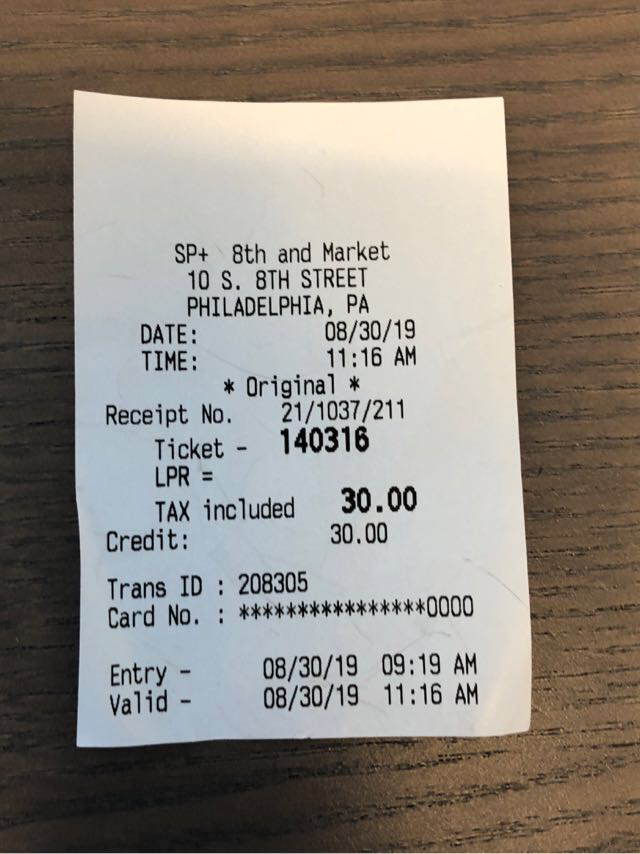 SP+ 8th and Market
10 S. 8TH STREET
PHILADELPHIA, PA
DATE: 08/30/19
TIME: 11:16 AM
* Original *
Receipt No. 21/1037/211
Ticket - 140316
LPR =
TAX included 30.00
Credit: 30.00
Trans ID : 208305
Card No. : ****************0000
Entry - 08/30/19 09:19 AM
Valid - 08/30/19 11:16 AM